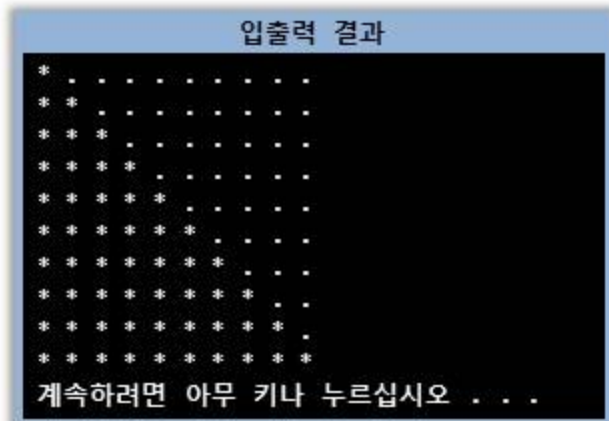 입출력 결과
* . . . . . . . . .
* * . . . . . . . .
* * * . . . . . . .
* * * * . . . . . .
* * * * * . . . . .
* * * * * * . . . .
* * * * * * * . . .
* * * * * * * * . .
* * * * * * * * * .
* * * * * * * * * *
계속하려면 아무 키나 누르십시오 . . .